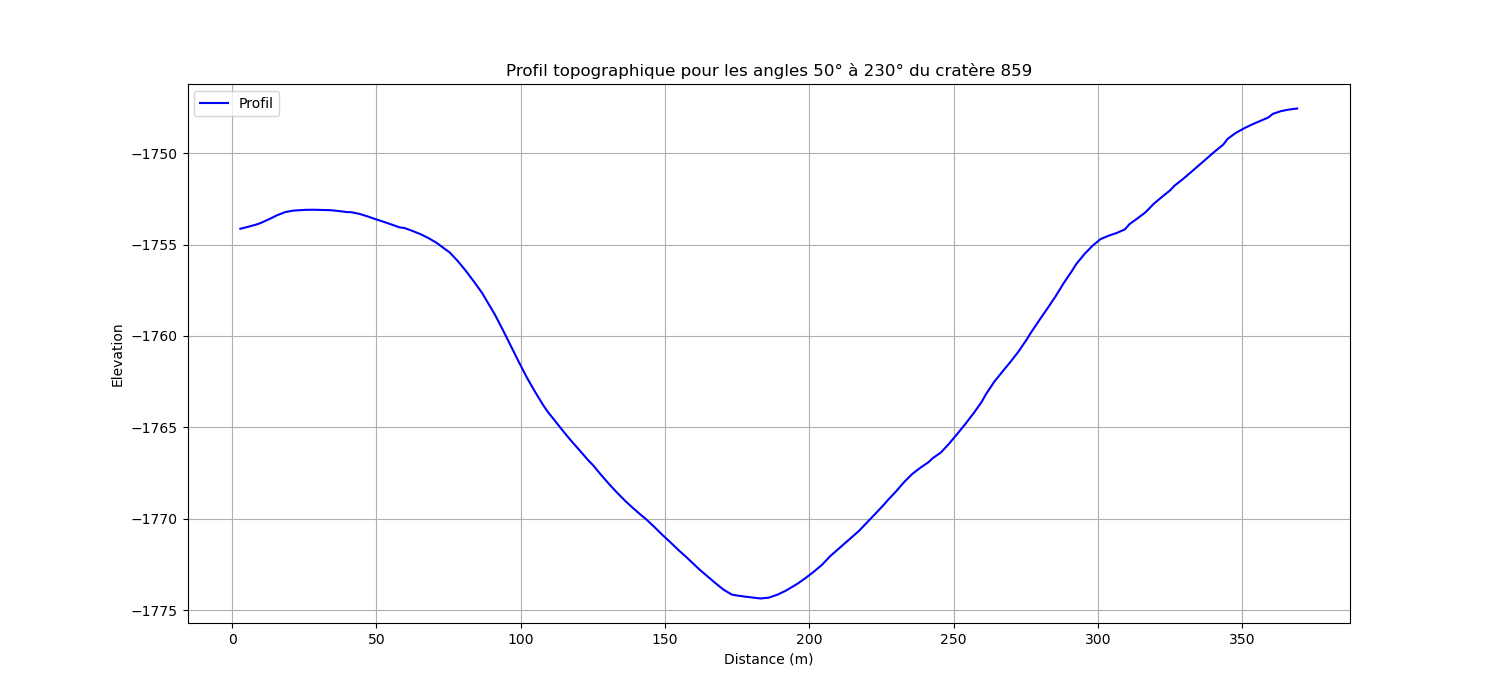 Profil topographique pour les angles 50° à 230° du cratère 859
Profil
Elevation
−1750
−1755
−1760
−1765
−1770
−1775
0 50 100 150 200 250 300 350
Distance (m)